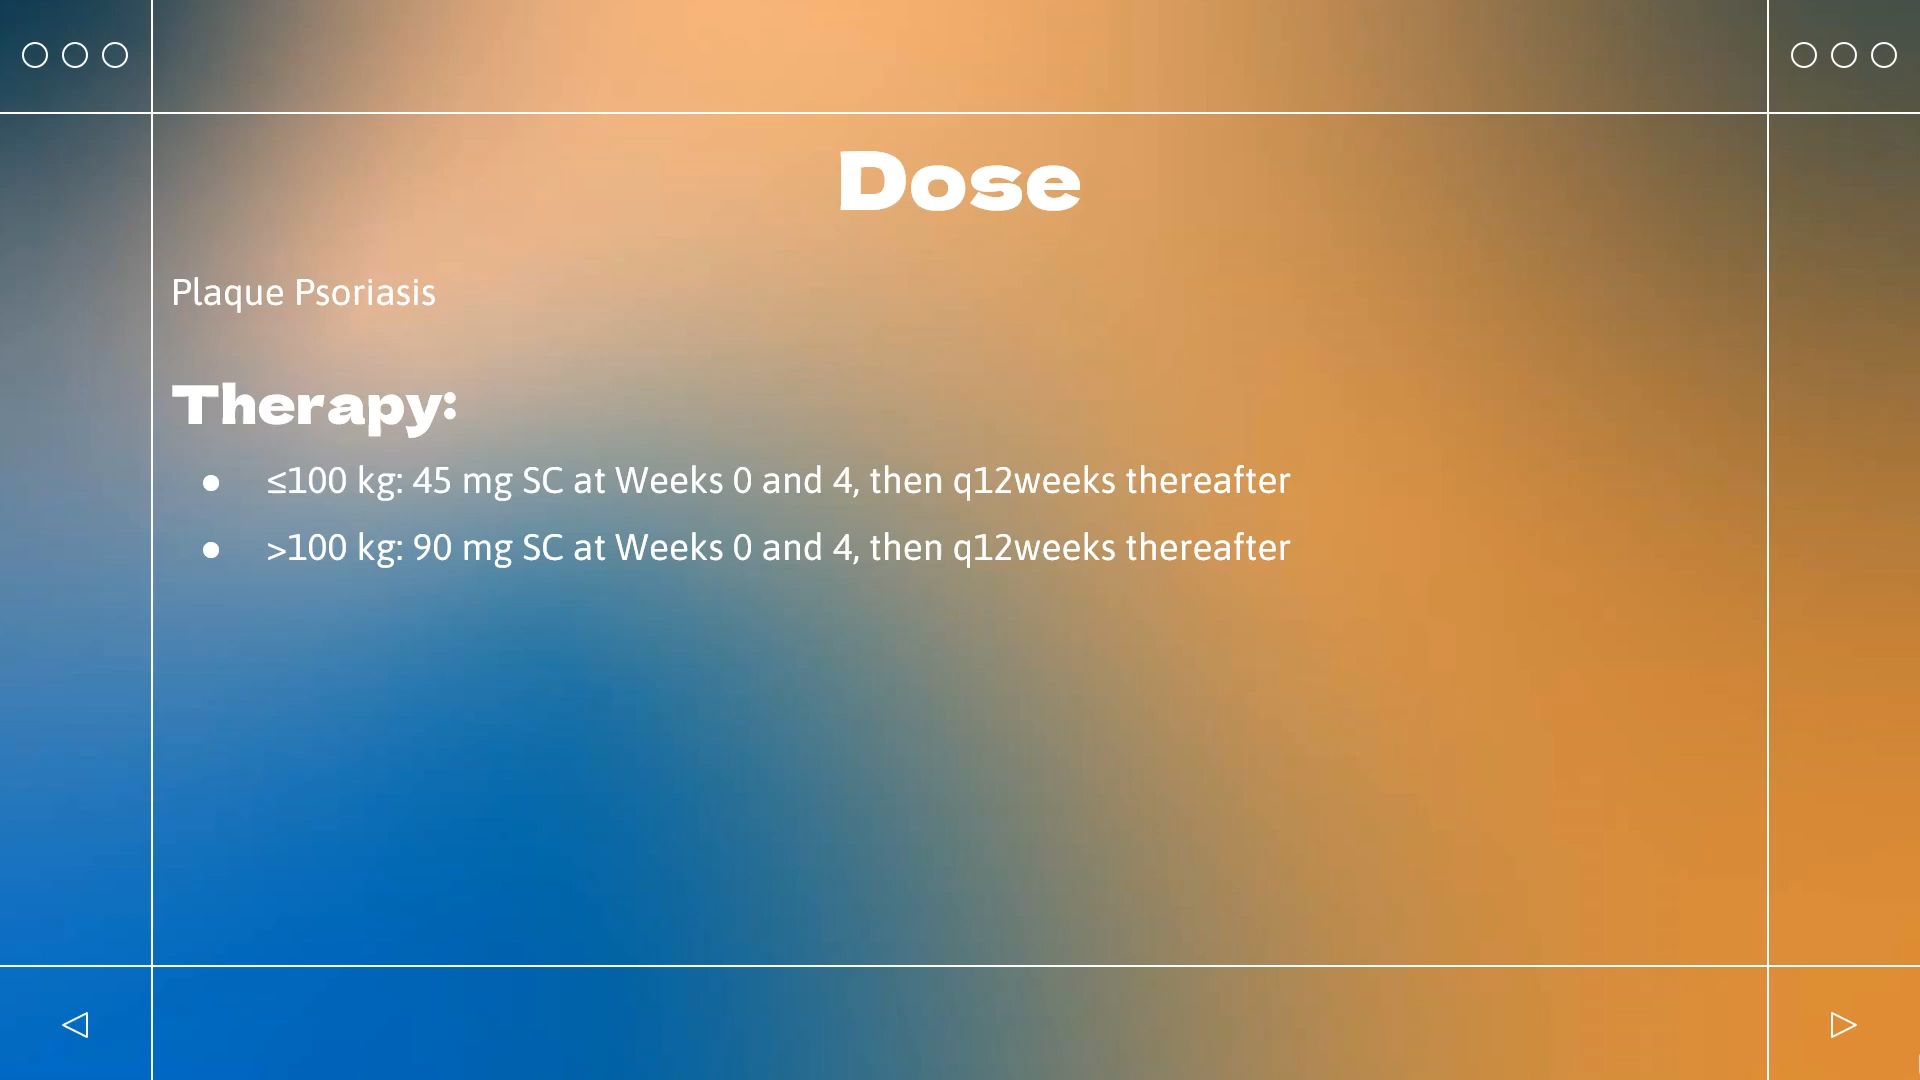 Dose
Plaque Psoriasis
Therapy:
● ≤100 kg: 45 mg SC at Weeks 0 and 4, then q12weeks thereafter
● >100 kg: 90 mg SC at Weeks 0 and 4, then q12weeks thereafter